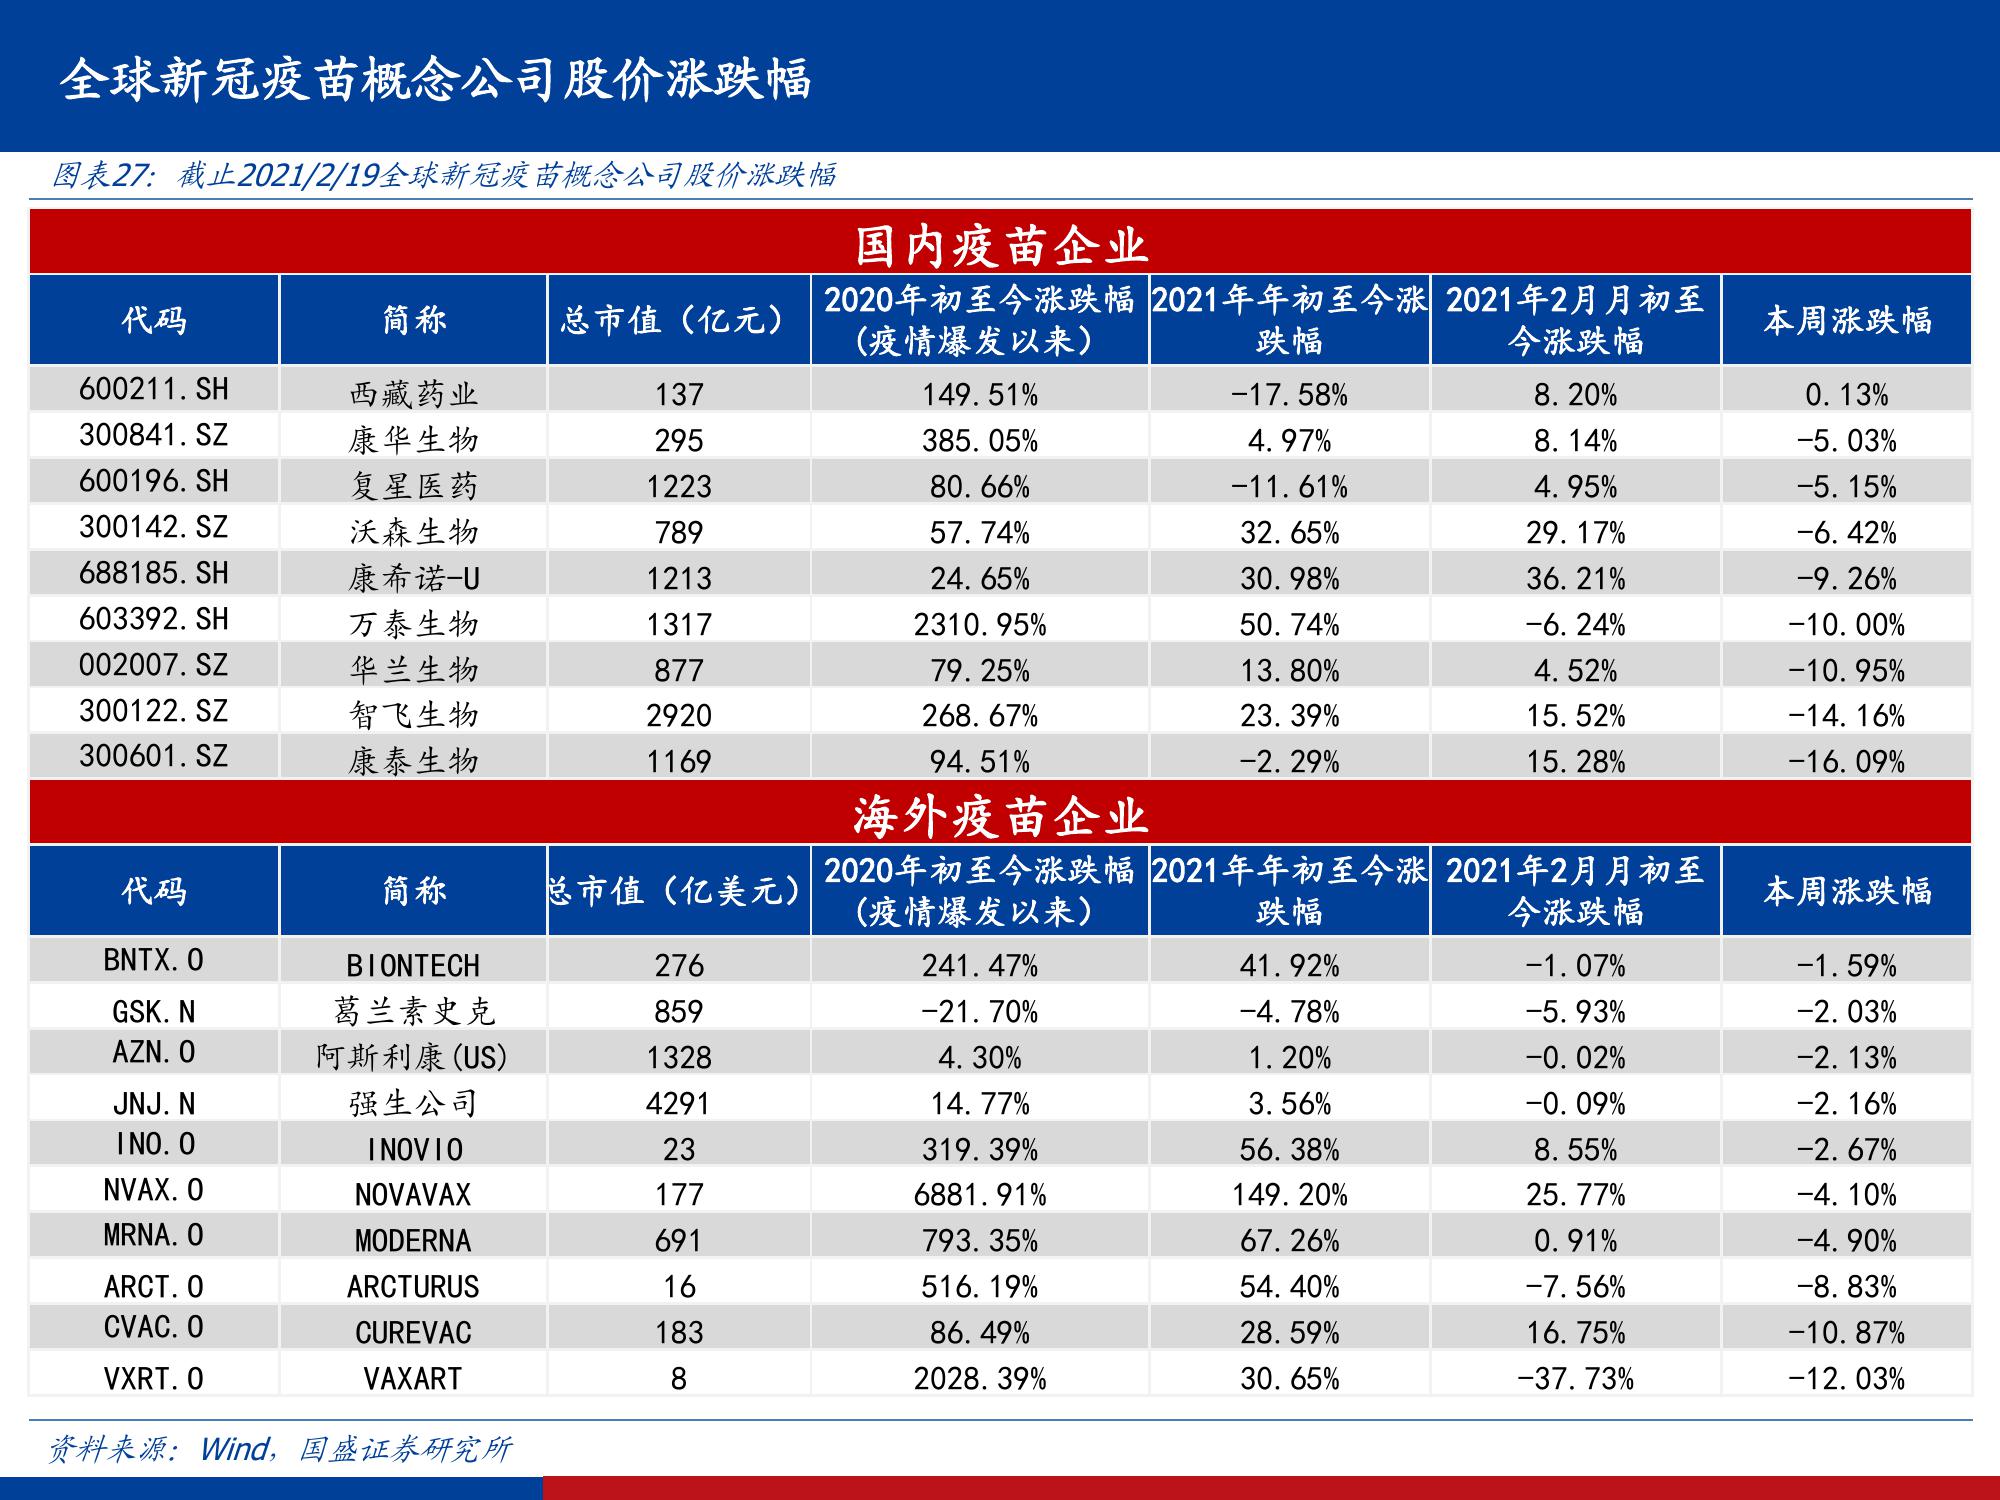 全球新冠疫苗概念公司股价涨跌幅
图表27：截止2021/2/19全球新冠疫苗概念公司股价涨跌幅
国内疫苗企业
代码 简称 总市值（亿元） 2020年初至今涨跌幅(疫情爆发以来） 2021年年初至今涨跌幅 2021年2月月初至今涨跌幅 本周涨跌幅
600211.SH 西藏药业 137 149.51% -17.58% 8.20% 0.13%
300841.SZ 康华生物 295 385.05% 4.97% 8.14% -5.03%
600196.SH 复星医药 1223 80.66% -11.61% 4.95% -5.15%
300142.SZ 沃森生物 789 57.74% 32.65% 29.17% -6.42%
688185.SH 康希诺-U 1213 24.65% 30.98% 36.21% -9.26%
603392.SH 万泰生物 1317 2310.95% 50.74% -6.24% -10.00%
002007.SZ 华兰生物 877 79.25% 13.80% 4.52% -10.95%
300122.SZ 智飞生物 2920 268.67% 23.39% 15.52% -14.16%
300601.SZ 康泰生物 1169 94.51% -2.29% 15.28% -16.09%
海外疫苗企业
代码 简称 总市值（亿美元） 2020年初至今涨跌幅(疫情爆发以来） 2021年年初至今涨跌幅 2021年2月月初至今涨跌幅 本周涨跌幅
BNTX.O BIONTECH 276 241.47% 41.92% -1.07% -1.59%
GSK.N 葛兰素史克 859 -21.70% -4.78% -5.93% -2.03%
AZN.O 阿斯利康(US) 1328 4.30% 1.20% -0.02% -2.13%
JNJ.N 强生公司 4291 14.77% 3.56% -0.09% -2.16%
INO.O INOVIO 23 319.39% 56.38% 8.55% -2.67%
NVAX.O NOVAVAX 177 6881.91% 149.20% 25.77% -4.10%
MRNA.O MODERNA 691 793.35% 67.26% 0.91% -4.90%
ARCT.O ARCTURUS 16 516.19% 54.40% -7.56% -8.83%
CVAC.O CUREVAC 183 86.49% 28.59% 16.75% -10.87%
VXRT.O VAXART 8 2028.39% 30.65% -37.73% -12.03%
资料来源：Wind，国盛证券研究所